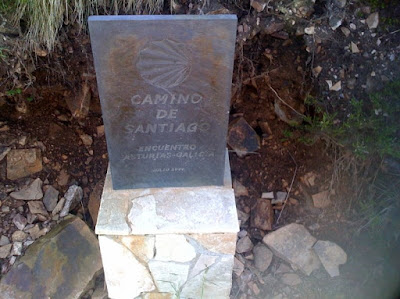 CAMINO
DE
SANTIAGO
ENCUENTRO
ASTURIAS-GALICIA